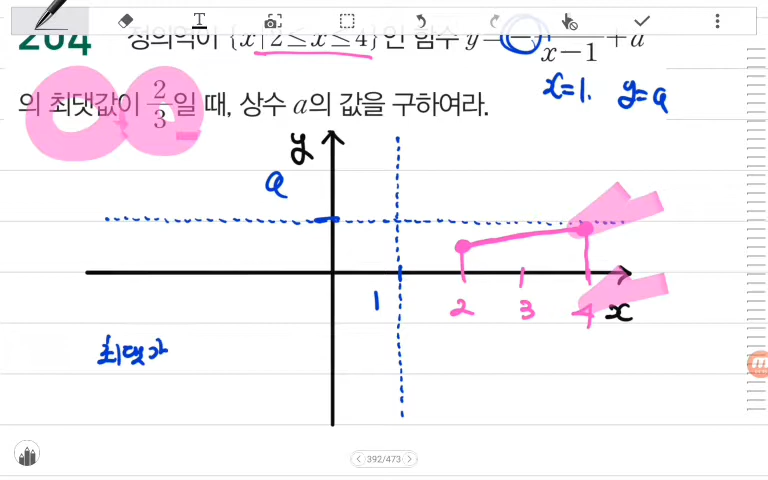 204 정의역이 {x|2≤x≤4}인 함수 y=- /x-1 +a
의 최댓값이 2/3일 때, 상수 a의 값을 구하여라.
x=1. y=a
y
a
1 2 3 4 x
최댓
392/473